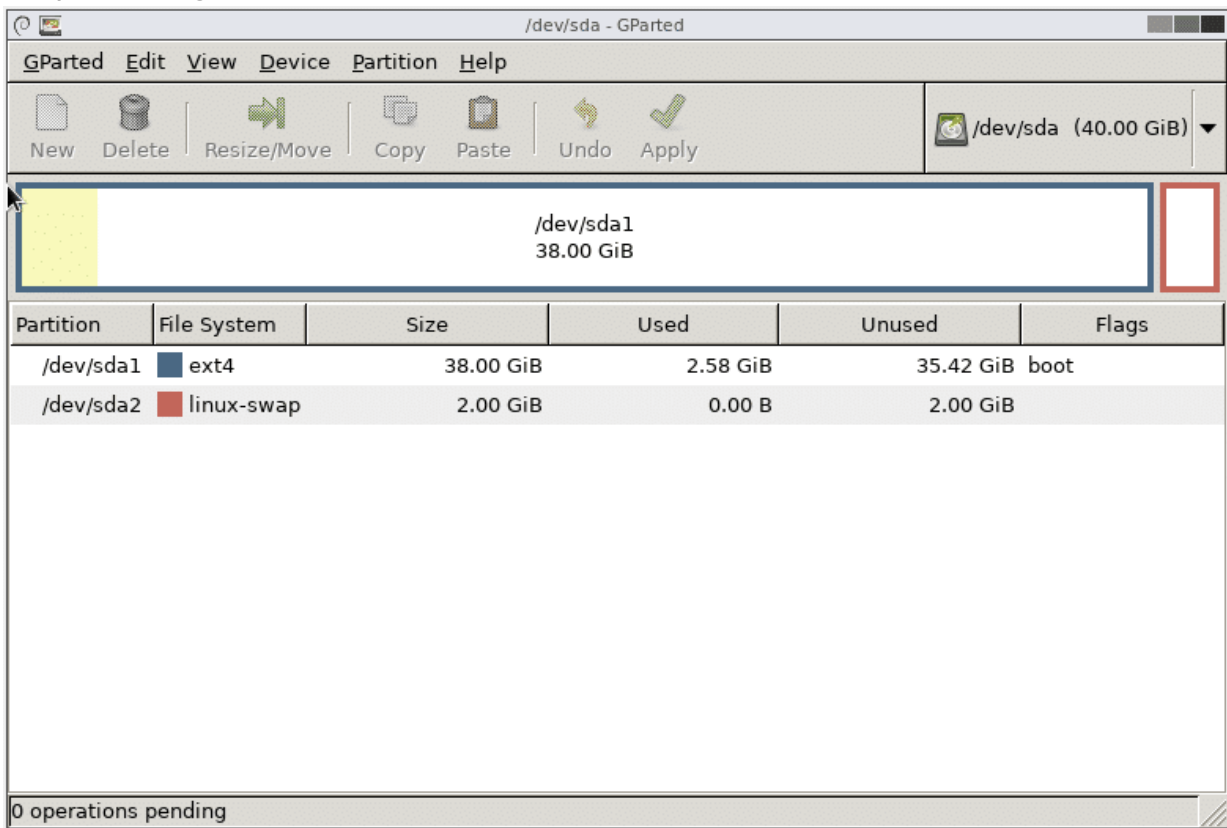 /dev/sda - GParted
GParted Edit View Device Partition Help
New Delete Resize/Move Copy Paste Undo Apply /dev/sda (40.00 GiB)
/dev/sda1
38.00 GiB
Partition File System Size Used Unused Flags
/dev/sda1 ext4 38.00 GiB 2.58 GiB 35.42 GiB boot
/dev/sda2 linux-swap 2.00 GiB 0.00 B 2.00 GiB
0 operations pending